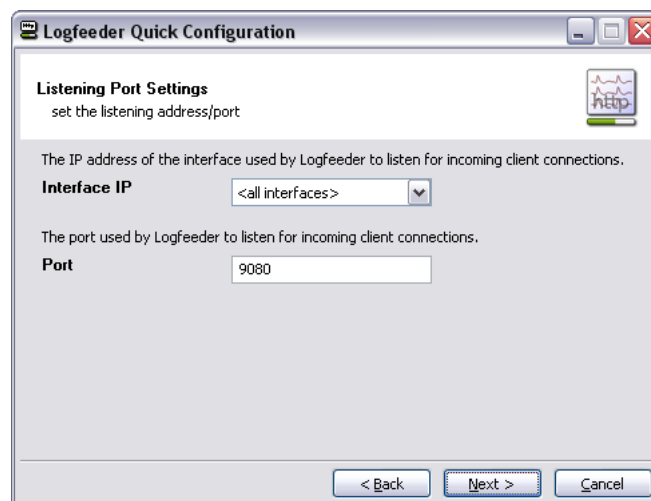 Logfeeder Quick Configuration
Listening Port Settings
set the listening address/port
http
The IP address of the interface used by Logfeeder to listen for incoming client connections.
Interface IP
<all interfaces>
The port used by Logfeeder to listen for incoming client connections.
Port
9080
< Back
Next >
Cancel